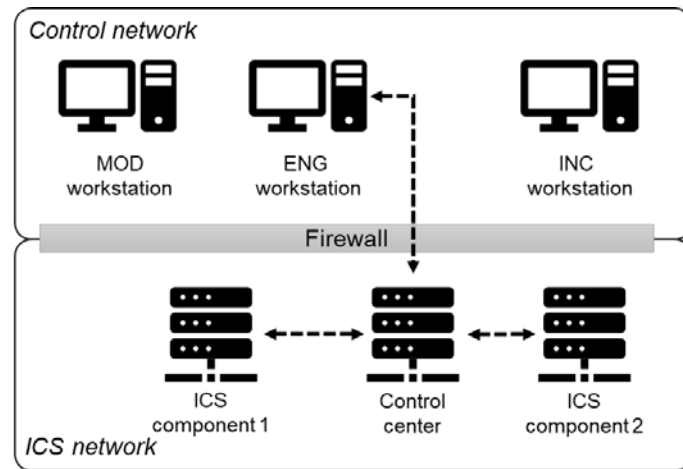 Control network
MOD
workstation
ENG
workstation
INC
workstation
Firewall
ICS
component 1
Control
center
ICS
component 2
ICS network